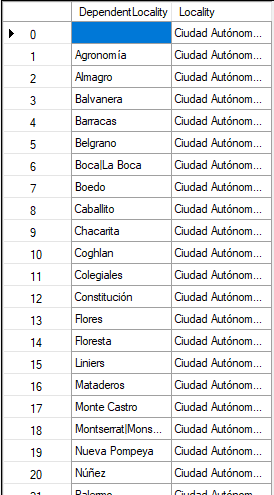 DependentLocality Locality
0 Ciudad Autónom...
1 Agronomía Ciudad Autónom...
2 Almagro Ciudad Autónom...
3 Balvanera Ciudad Autónom...
4 Barracas Ciudad Autónom...
5 Belgrano Ciudad Autónom...
6 Boca|La Boca Ciudad Autónom...
7 Boedo Ciudad Autónom...
8 Caballito Ciudad Autónom...
9 Chacarita Ciudad Autónom...
10 Coghlan Ciudad Autónom...
11 Colegiales Ciudad Autónom...
12 Constitución Ciudad Autónom...
13 Flores Ciudad Autónom...
14 Floresta Ciudad Autónom...
15 Liniers Ciudad Autónom...
16 Mataderos Ciudad Autónom...
17 Monte Castro Ciudad Autónom...
18 Montserrat|Mons... Ciudad Autónom...
19 Nueva Pompeya Ciudad Autónom...
20 Núñez Ciudad Autónom...
21 Palermo Ciudad Autónom...